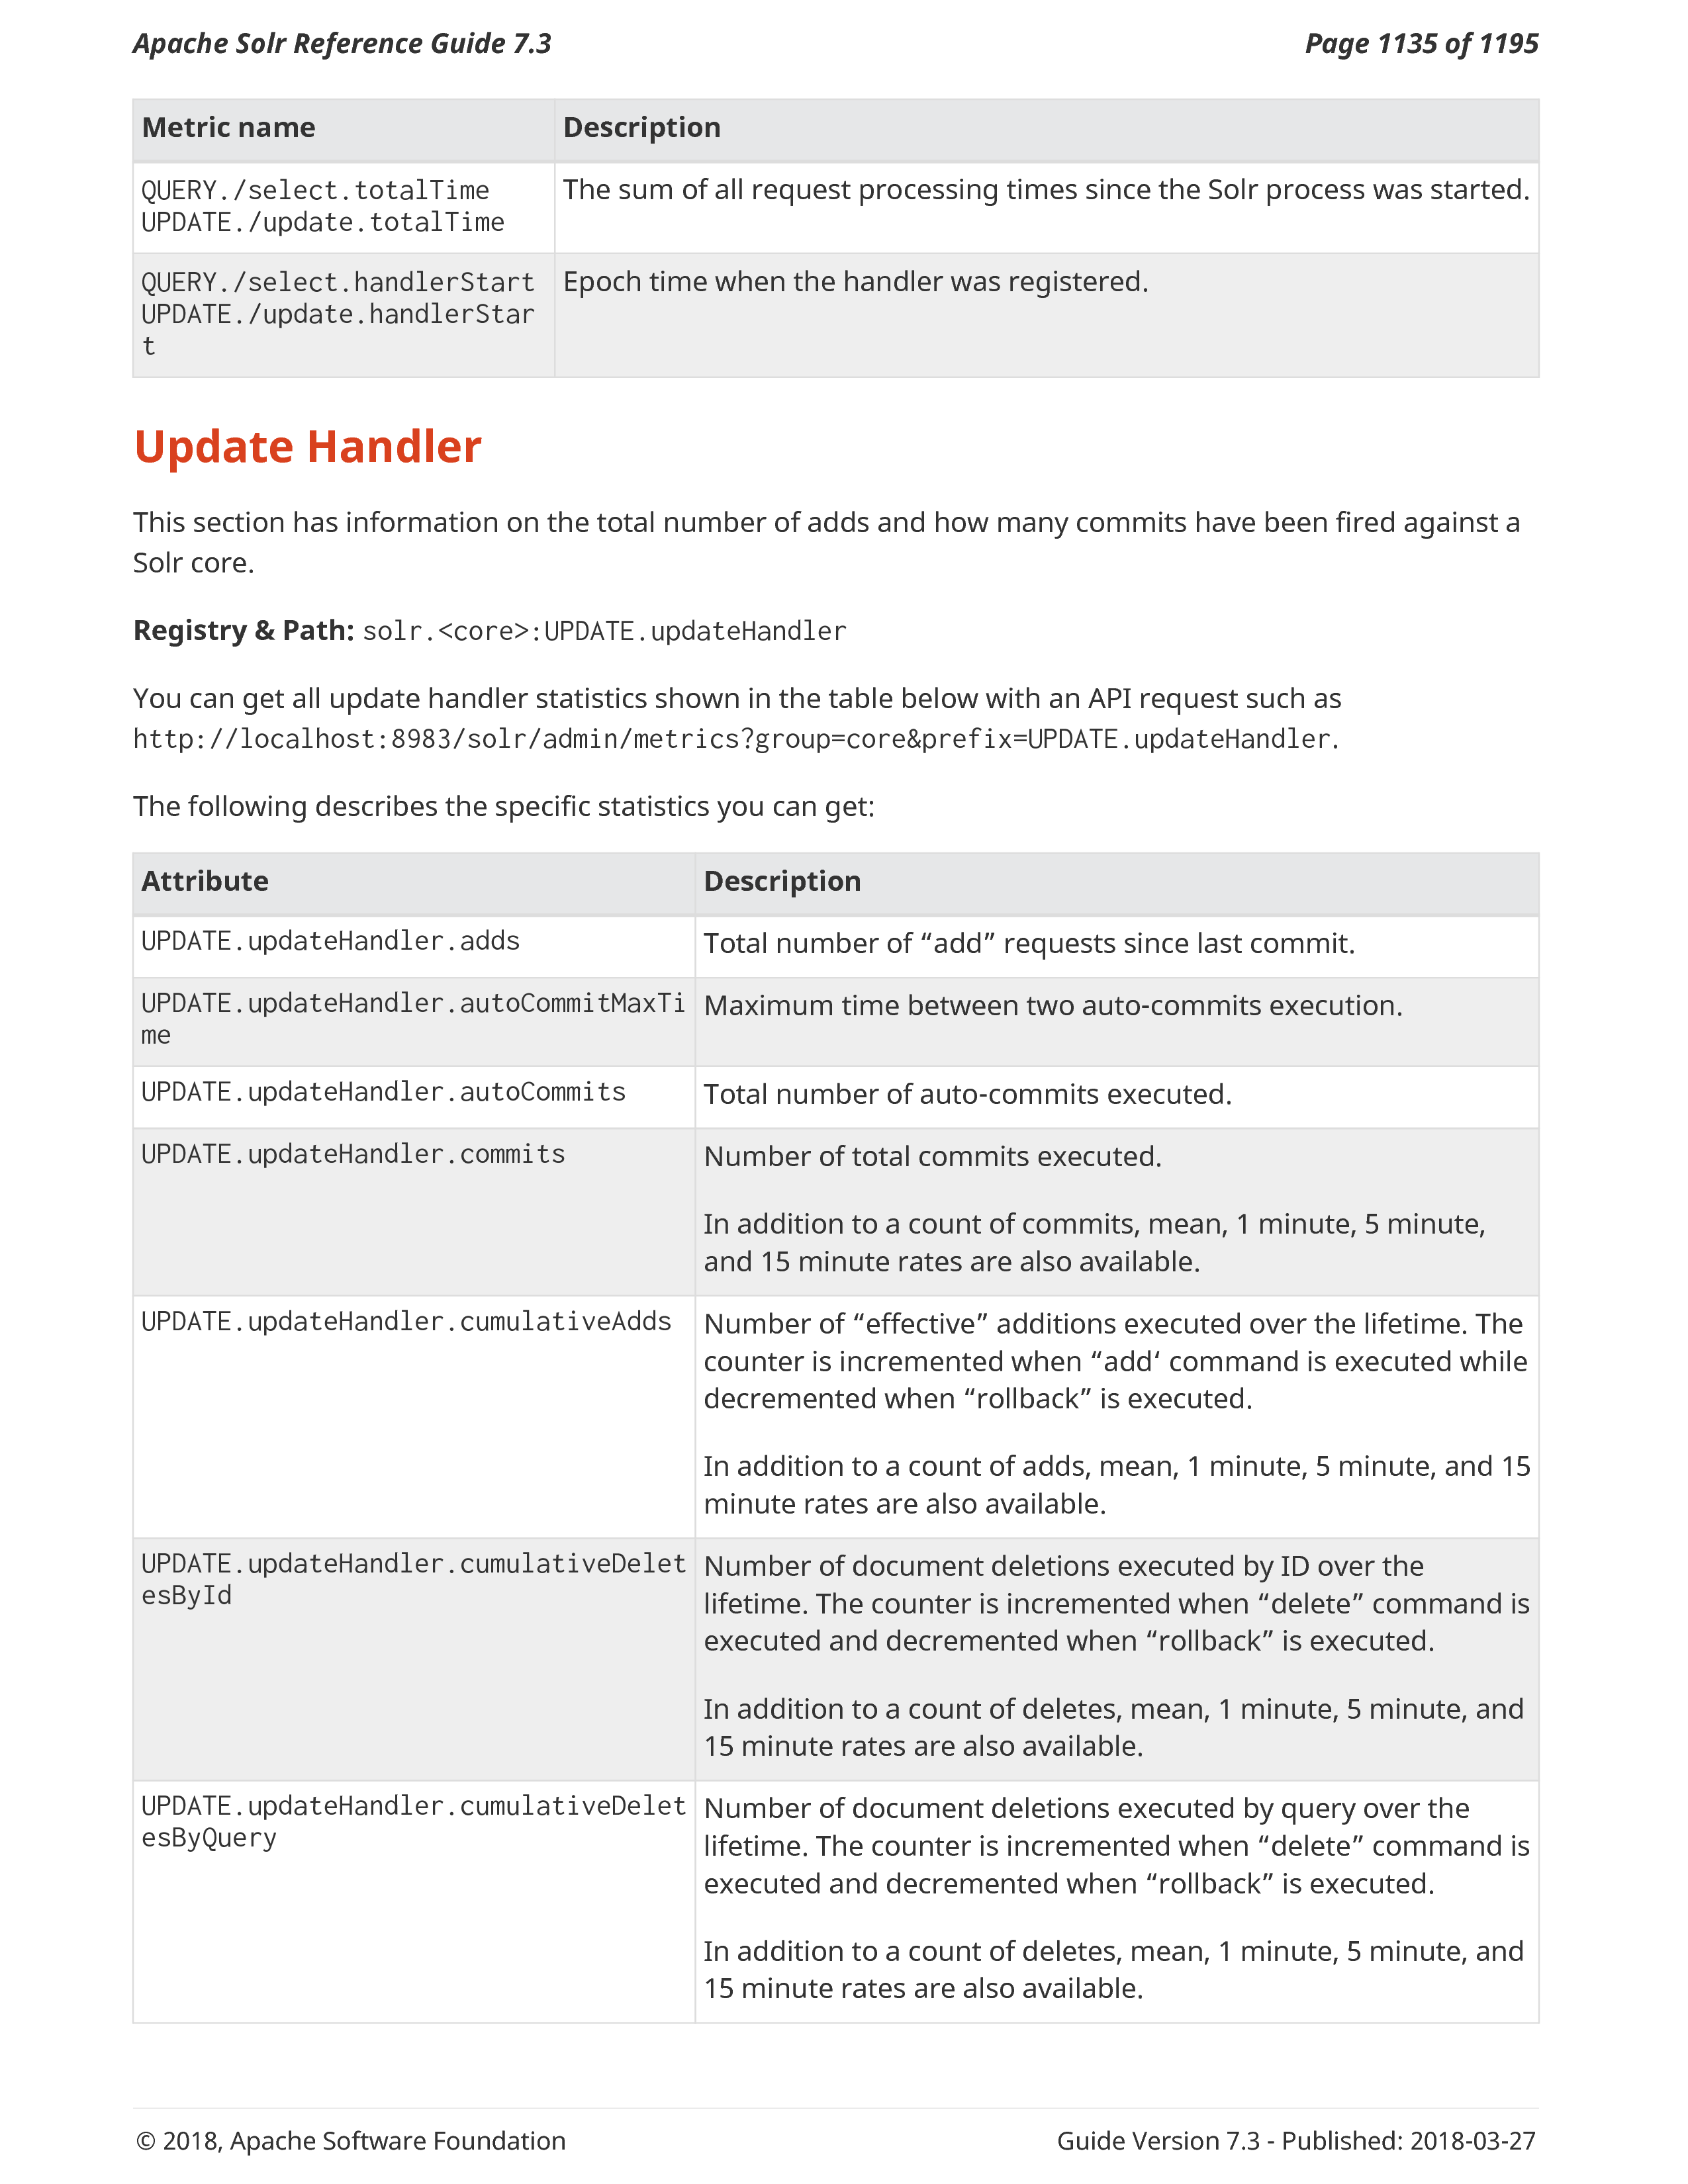 Apache Solr Reference Guide 7.3 Page 1135 of 1195
Metric name Description
QUERY./select.totalTime The sum of all request processing times since the Solr process was started.
UPDATE./update.totalTime
QUERY./select.handlerStart Epoch time when the handler was registered.
UPDATE./update.handlerStar
t
Update Handler
This section has information on the total number of adds and how many commits have been fired against a
Solr core.
Registry & Path: solr.<core>:UPDATE.updateHandler
You can get all update handler statistics shown in the table below with an API request such as
http://localhost:8983/solr/admin/metrics?group=core&prefix=UPDATE.updateHandler.
The following describes the specific statistics you can get:
Attribute Description
UPDATE.updateHandler.adds Total number of “add” requests since last commit.
UPDATE.updateHandler.autoCommitMaxTi Maximum time between two auto-commits execution.
me
UPDATE.updateHandler.autoCommits Total number of auto-commits executed.
UPDATE.updateHandler.commits Number of total commits executed.
In addition to a count of commits, mean, 1 minute, 5 minute,
and 15 minute rates are also available.
UPDATE.updateHandler.cumulativeAdds Number of “effective” additions executed over the lifetime. The
counter is incremented when “add‘ command is executed while
decremented when “rollback” is executed.
In addition to a count of adds, mean, 1 minute, 5 minute, and 15
minute rates are also available.
UPDATE.updateHandler.cumulativeDelet Number of document deletions executed by ID over the
esById lifetime. The counter is incremented when “delete” command is
executed and decremented when “rollback” is executed.
In addition to a count of deletes, mean, 1 minute, 5 minute, and
15 minute rates are also available.
UPDATE.updateHandler.cumulativeDelet Number of document deletions executed by query over the
esByQuery lifetime. The counter is incremented when “delete” command is
executed and decremented when “rollback” is executed.
In addition to a count of deletes, mean, 1 minute, 5 minute, and
15 minute rates are also available.
© 2018, Apache Software Foundation Guide Version 7.3 - Published: 2018-03-27